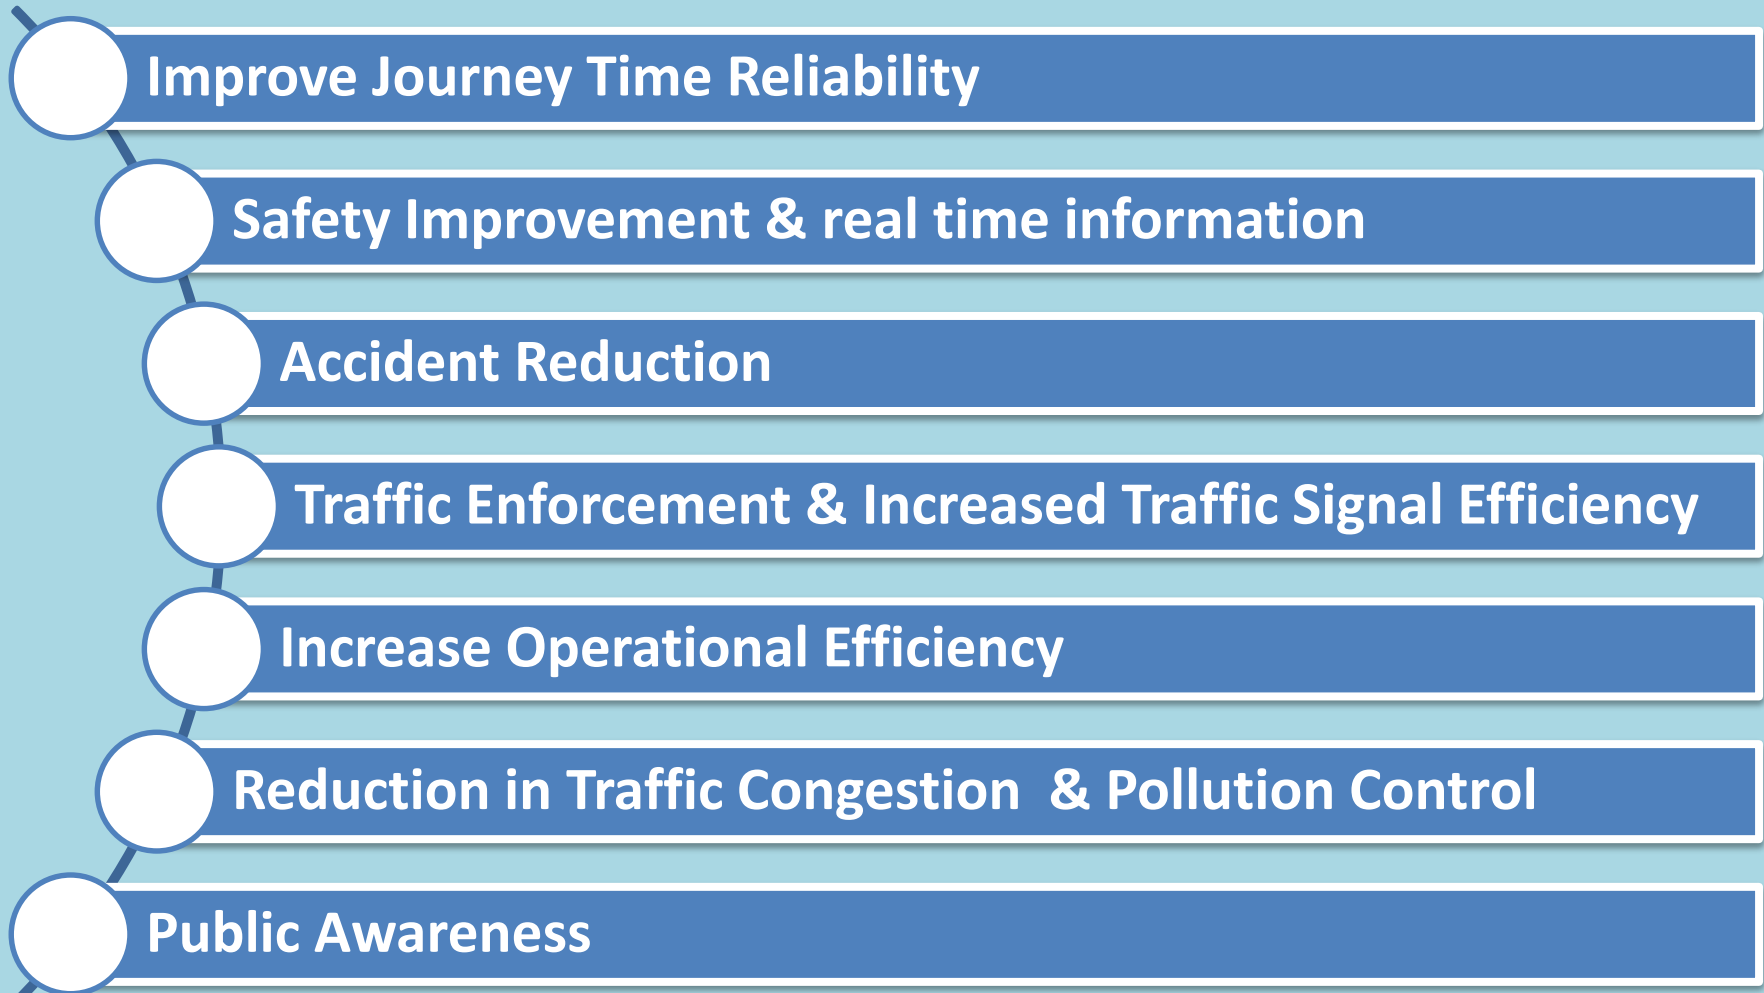 Improve Journey Time Reliability
Safety Improvement & real time information
Accident Reduction
Traffic Enforcement & Increased Traffic Signal Efficiency
Increase Operational Efficiency
Reduction in Traffic Congestion  & Pollution Control
Public Awareness